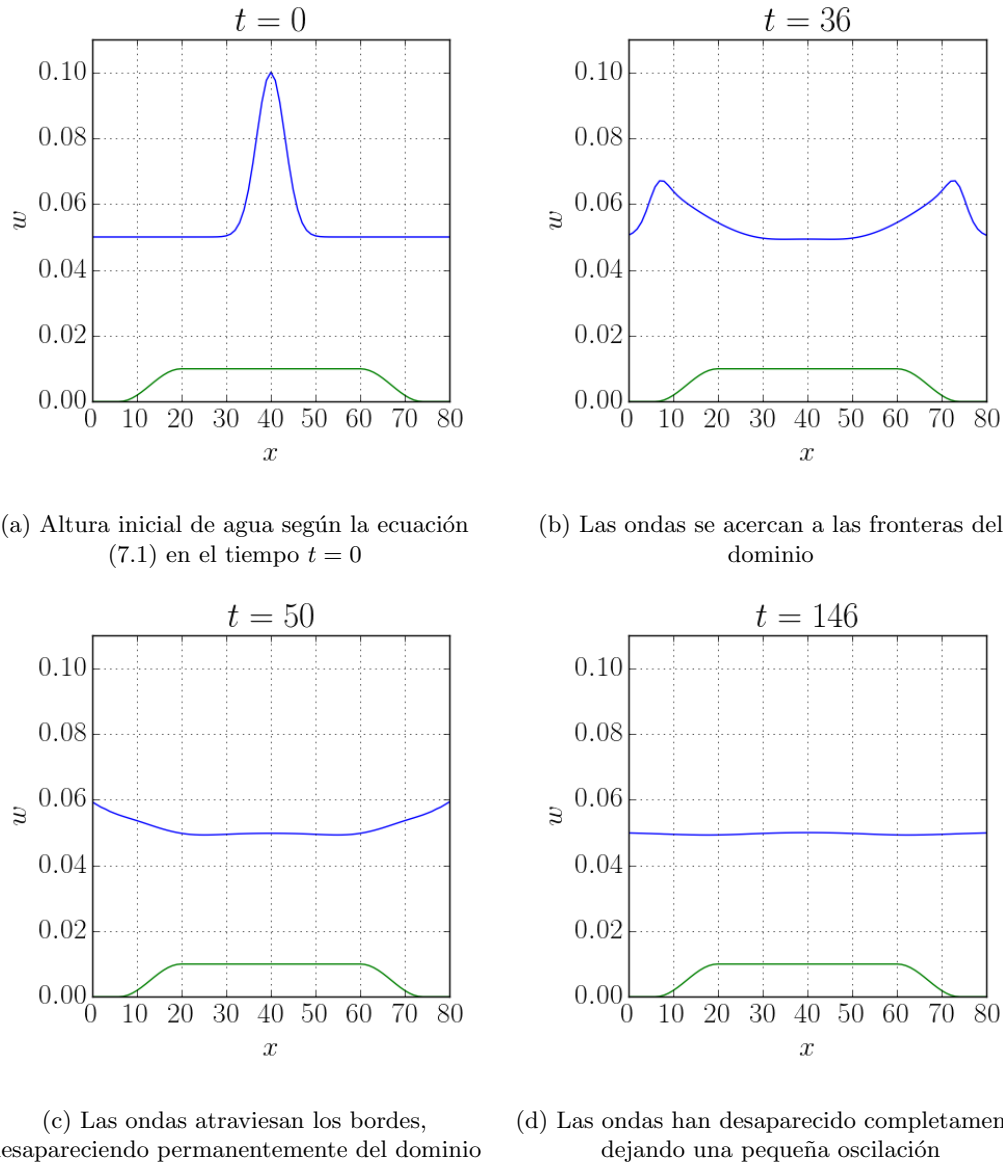 t = 0
w
0.10
0.08
0.06
0.04
0.02
0.00
0 10 20 30 40 50 60 70 80
x
(a) Altura inicial de agua según la ecuación
(7.1) en el tiempo t = 0
t = 36
w
0.10
0.08
0.06
0.04
0.02
0.00
0 10 20 30 40 50 60 70 80
x
(b) Las ondas se acercan a las fronteras del
dominio
t = 50
w
0.10
0.08
0.06
0.04
0.02
0.00
0 10 20 30 40 50 60 70 80
x
(c) Las ondas atraviesan los bordes,
esapareciendo permanentemente del dominio
t = 146
w
0.10
0.08
0.06
0.04
0.02
0.00
0 10 20 30 40 50 60 70 80
x
(d) Las ondas han desaparecido completamen
dejando una pequeña oscilación